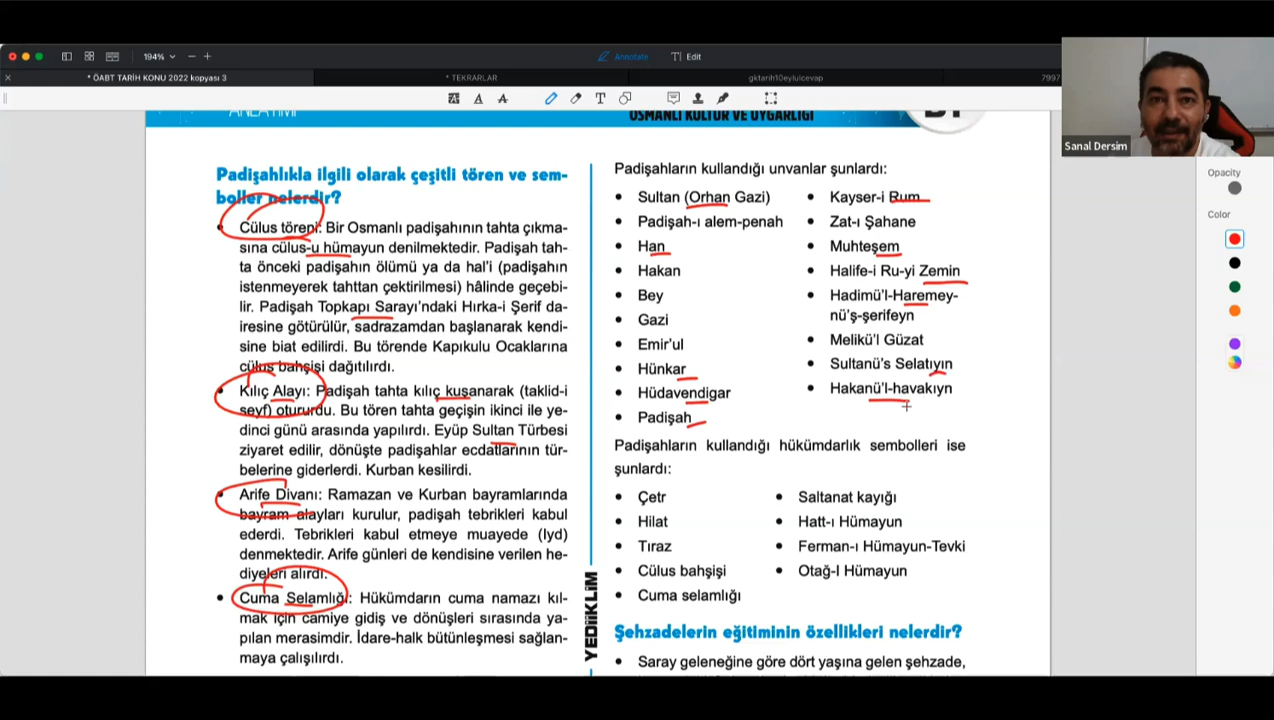 194%
Annotate
Edit
* ÖABT TARİH KONU 2022 kopyası 3
* TEKRARLAR
gktarih10eylulcevap
7997
Sanal Dersim
Opacity
Color
ANLATIMI
OSMANLI KÜLTÜR VE UYGARLIĞI
Padişahlıkla ilgili olarak çeşitli tören ve sem-
boller nelerdir?
• Cülus töreni: Bir Osmanlı padişahının tahta çıkma-
sına cülus-u hümayun denilmektedir. Padişah tah-
ta önceki padişahın ölümü ya da hal'i (padişahın
istenmeyerek tahttan çektirilmesi) hâlinde geçebi-
lir. Padişah Topkapı Sarayı'ndaki Hırka-i Şerif da-
iresine götürülür, sadrazamdan başlanarak kendi-
sine biat edilirdi. Bu törende Kapıkulu Ocaklarına
cülus bahşişi dağıtılırdı.
• Kılıç Alayı: Padişah tahta kılıç kuşanarak (taklid-i
seyf) otururdu. Bu tören tahta geçişin ikinci ile ye-
dinci günü arasında yapılırdı. Eyüp Sultan Türbesi
ziyaret edilir, dönüşte padişahlar ecdatlarının tür-
belerine giderlerdi. Kurban kesilirdi.
• Arife Divanı: Ramazan ve Kurban bayramlarında
bayram alayları kurulur, padişah tebrikleri kabul
ederdi. Tebrikleri kabul etmeye muayede (Iyd)
denmektedir. Arife günleri de kendisine verilen he-
diyeleri alırdı.
• Cuma Selamlığı: Hükümdarın cuma namazı kıl-
mak için camiye gidiş ve dönüşleri sırasında ya-
pılan merasimdir. İdare-halk bütünleşmesi sağlan-
maya çalışılırdı.
YEDİİKLİM
Padişahların kullandığı unvanlar şunlardı:
• Sultan (Orhan Gazi)
• Padişah-ı alem-penah
• Han
• Hakan
• Bey
• Gazi
• Emir'ul
• Hünkar
• Hüdavendigar
• Padişah
• Kayser-i Rum
• Zat-ı Şahane
• Muhteşem
• Halife-i Ru-yi Zemin
• Hadimü'l-Haremey-
nü'ş-şerifeyn
• Melikü'l Güzat
• Sultanü's Selatıyın
• Hakanü'l-havakıyn
Padişahların kullandığı hükümdarlık sembolleri ise
şunlardı:
• Çetr
• Hilat
• Tıraz
• Cülus bahşişi
• Cuma selamlığı
• Saltanat kayığı
• Hatt-ı Hümayun
• Ferman-ı Hümayun-Tevki
• Otağ-I Hümayun
Şehzadelerin eğitiminin özellikleri nelerdir?
• Saray geleneğine göre dört yaşına gelen şehzade,